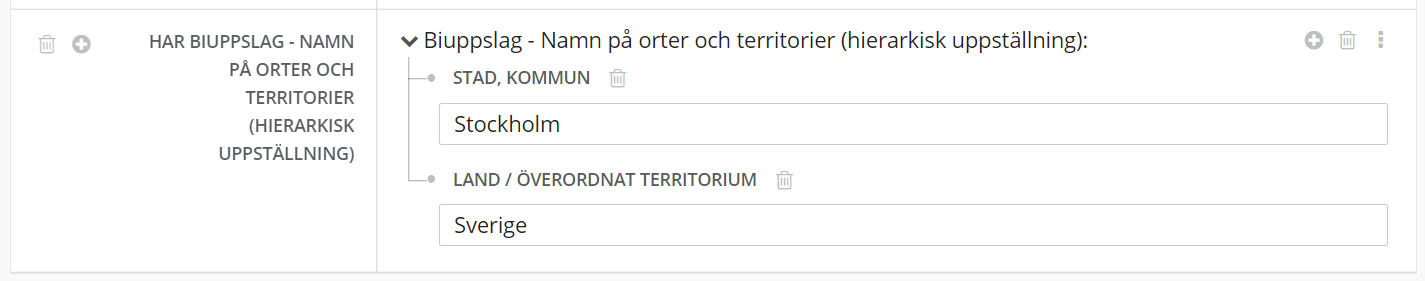 HAR BIUPPSLAG - NAMN
PÅ ORTER OCH
TERRITORIER
(HIERARKISK
UPPSTÄLLNING)
Biuppslag - Namn på orter och territorier (hierarkisk uppställning):
STAD, KOMMUN
Stockholm
LAND / ÖVERORDNAT TERRITORIUM
Sverige